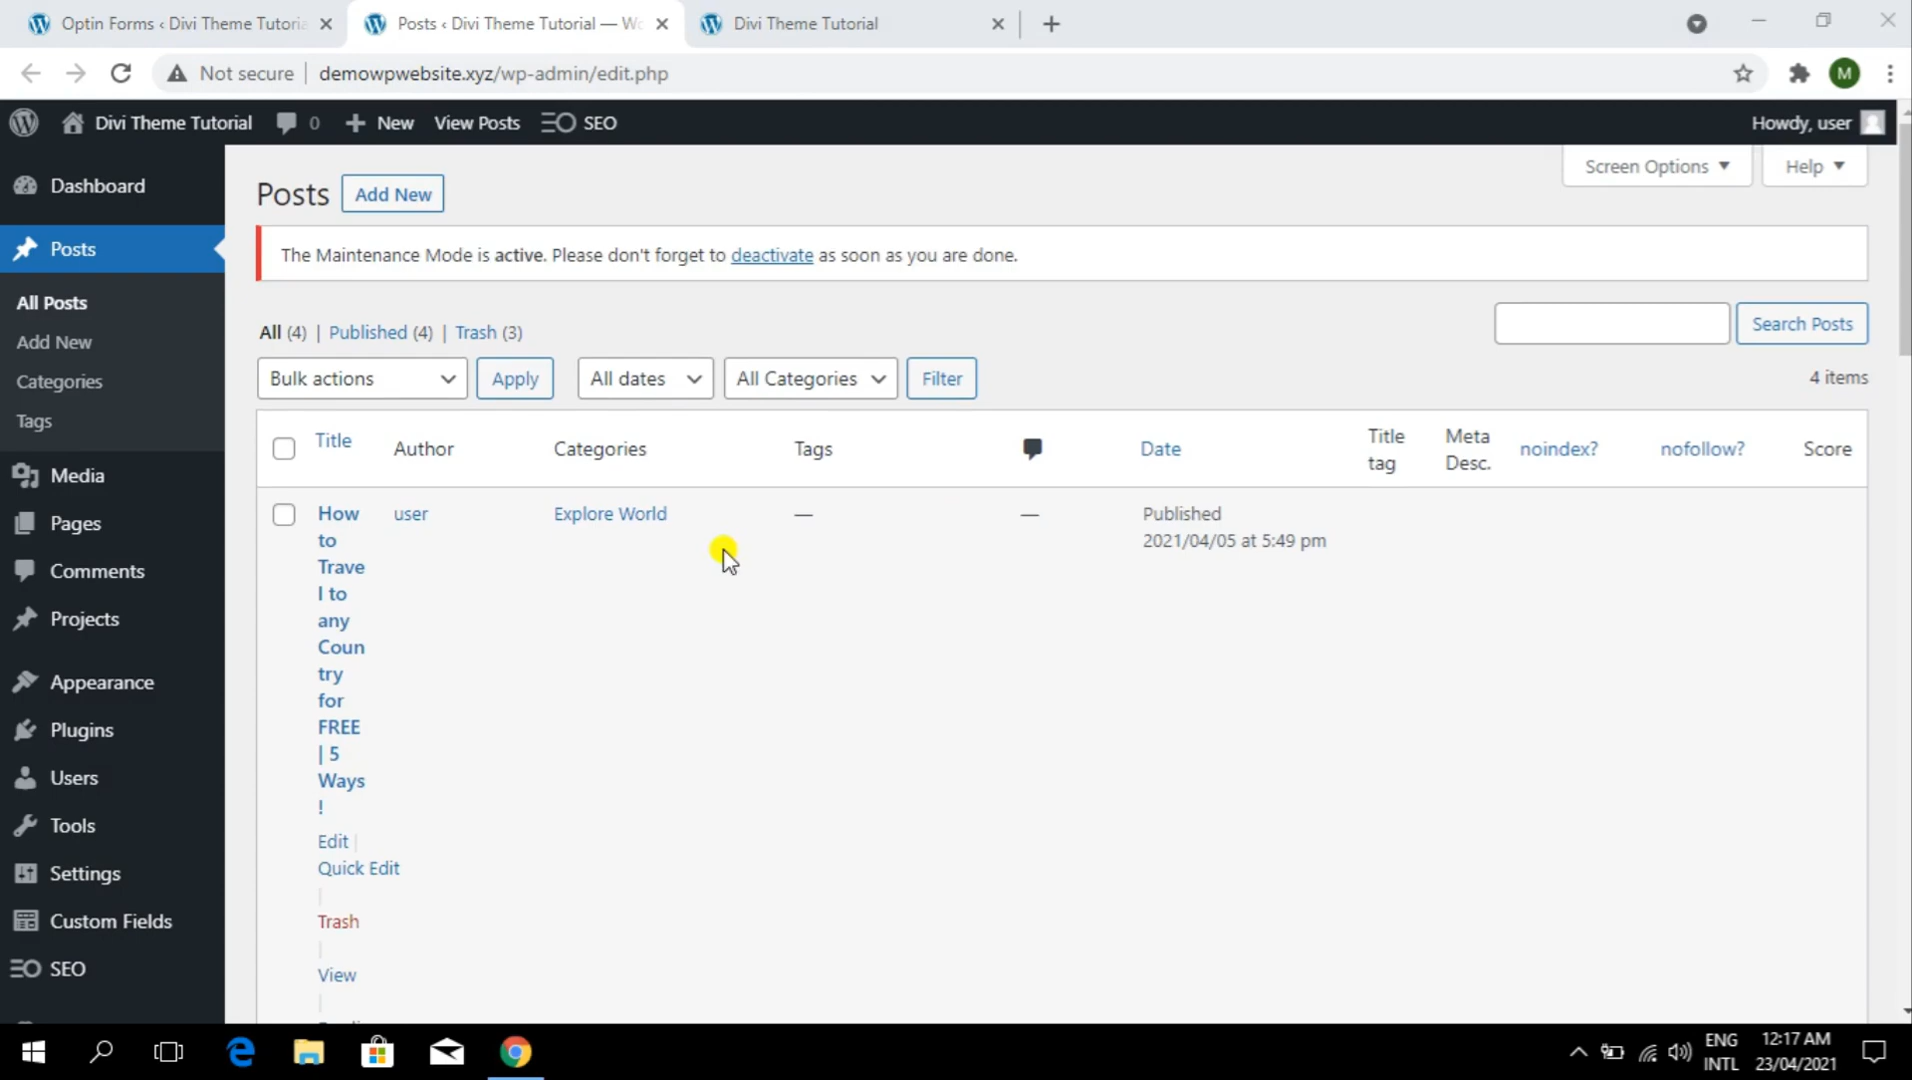 Optin Forms ‹ Divi Theme Tutoria
Posts ‹ Divi Theme Tutorial — Wo
Divi Theme Tutorial
Not secure
demowpwebsite.xyz/wp-admin/edit.php
M
Divi Theme Tutorial
0
New
View Posts
SEO
Howdy, user
Dashboard
Posts
All Posts
Add New
Categories
Tags
Media
Pages
Comments
Projects
Appearance
Plugins
Users
Tools
Settings
Custom Fields
SEO
Screen Options
Help
Posts
Add New
The Maintenance Mode is active. Please don't forget to deactivate as soon as you are done.
All (4) | Published (4) | Trash (3)
Search Posts
Bulk actions
Apply
All dates
All Categories
Filter
4 items
Title
Author
Categories
Tags
Date
Title
tag
Meta
Desc.
noindex?
nofollow?
Score
How
to
Trave
l to
any
Coun
try
for
FREE
| 5
Ways
!
user
Explore World
—
—
Published
2021/04/05 at 5:49 pm
Edit |
Quick Edit
|
Trash
|
View
|
ENG
INTL
12:17 AM
23/04/2021